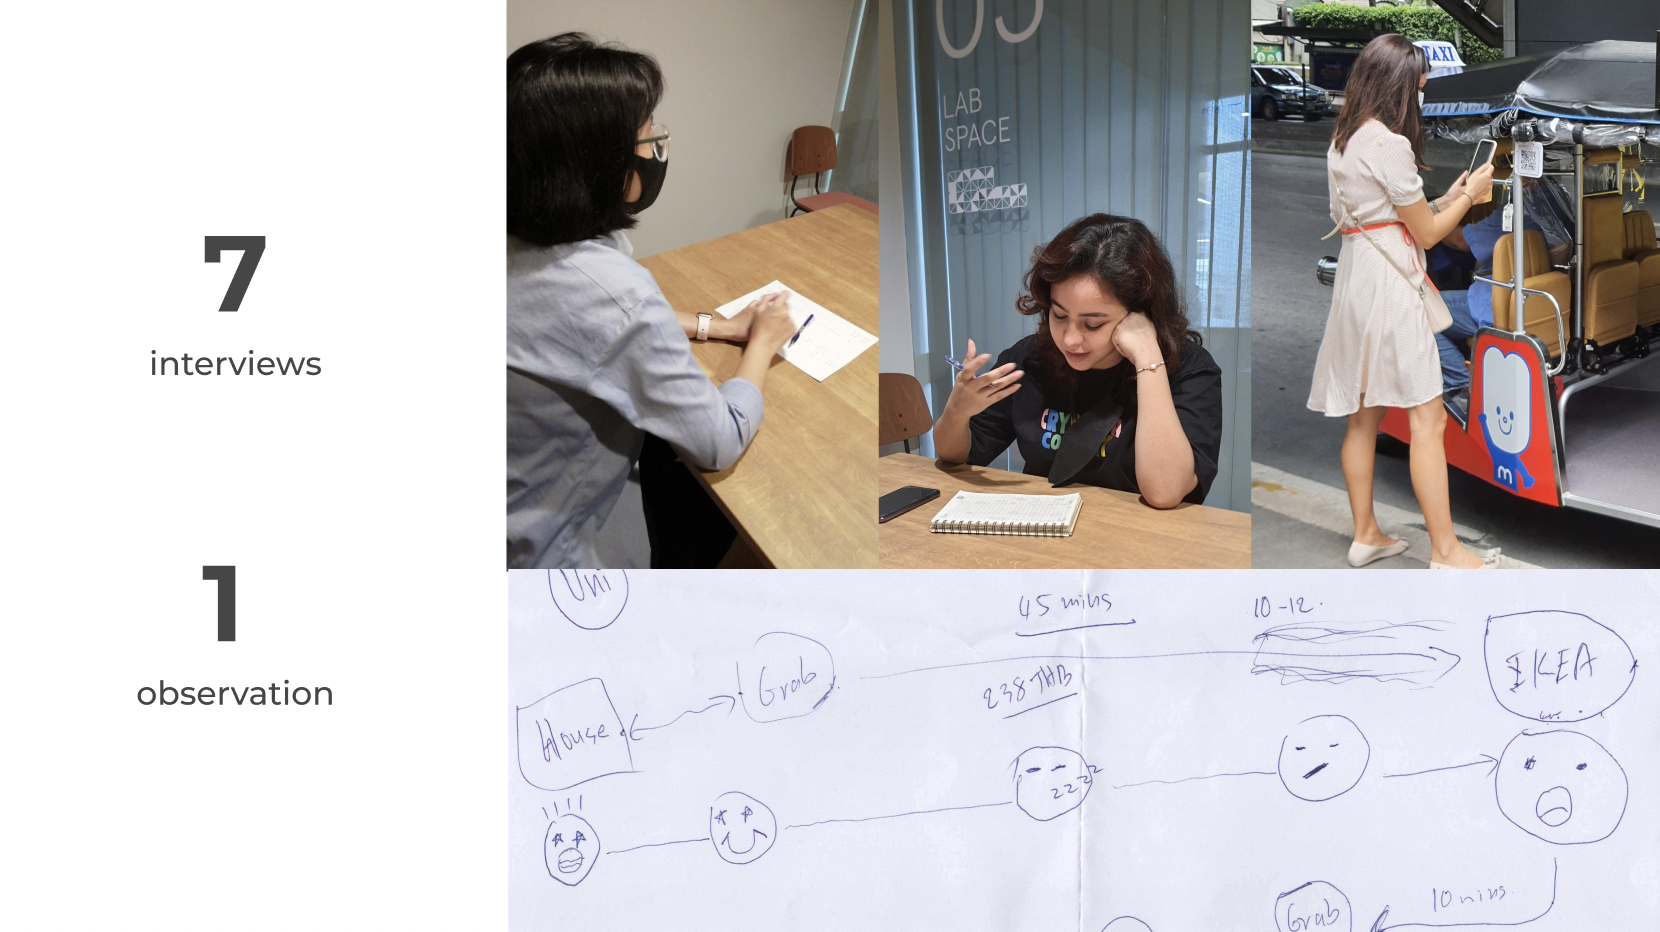 7
interviews
1
observation
LAB
SPACE
TAXI
m
Uni
45 mins
10-12.
Grab
238 THB
IKEA
House
zzzz
10 mins.
Grab